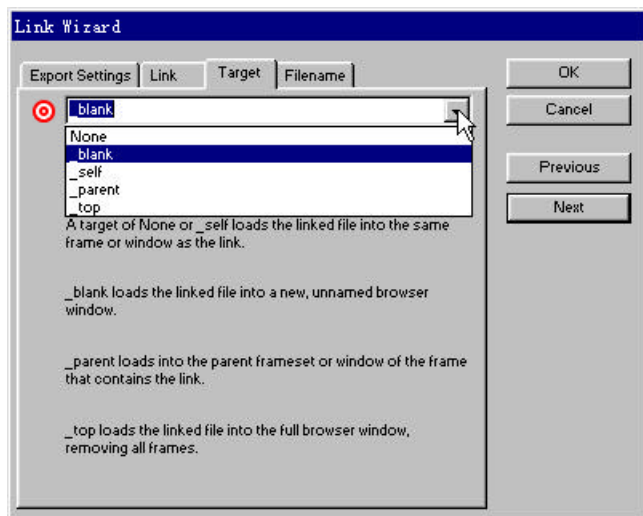 Link Wizard
Export Settings Link Target Filename
_blank
None
_blank
_self
_parent
_top
A target of None or _self loads the linked file into the same
frame or window as the link.
_blank loads the linked file into a new, unnamed browser
window.
_parent loads into the parent frameset or window of the frame
that contains the link.
_top loads the linked file into the full browser window,
removing all frames.
OK
Cancel
Previous
Next